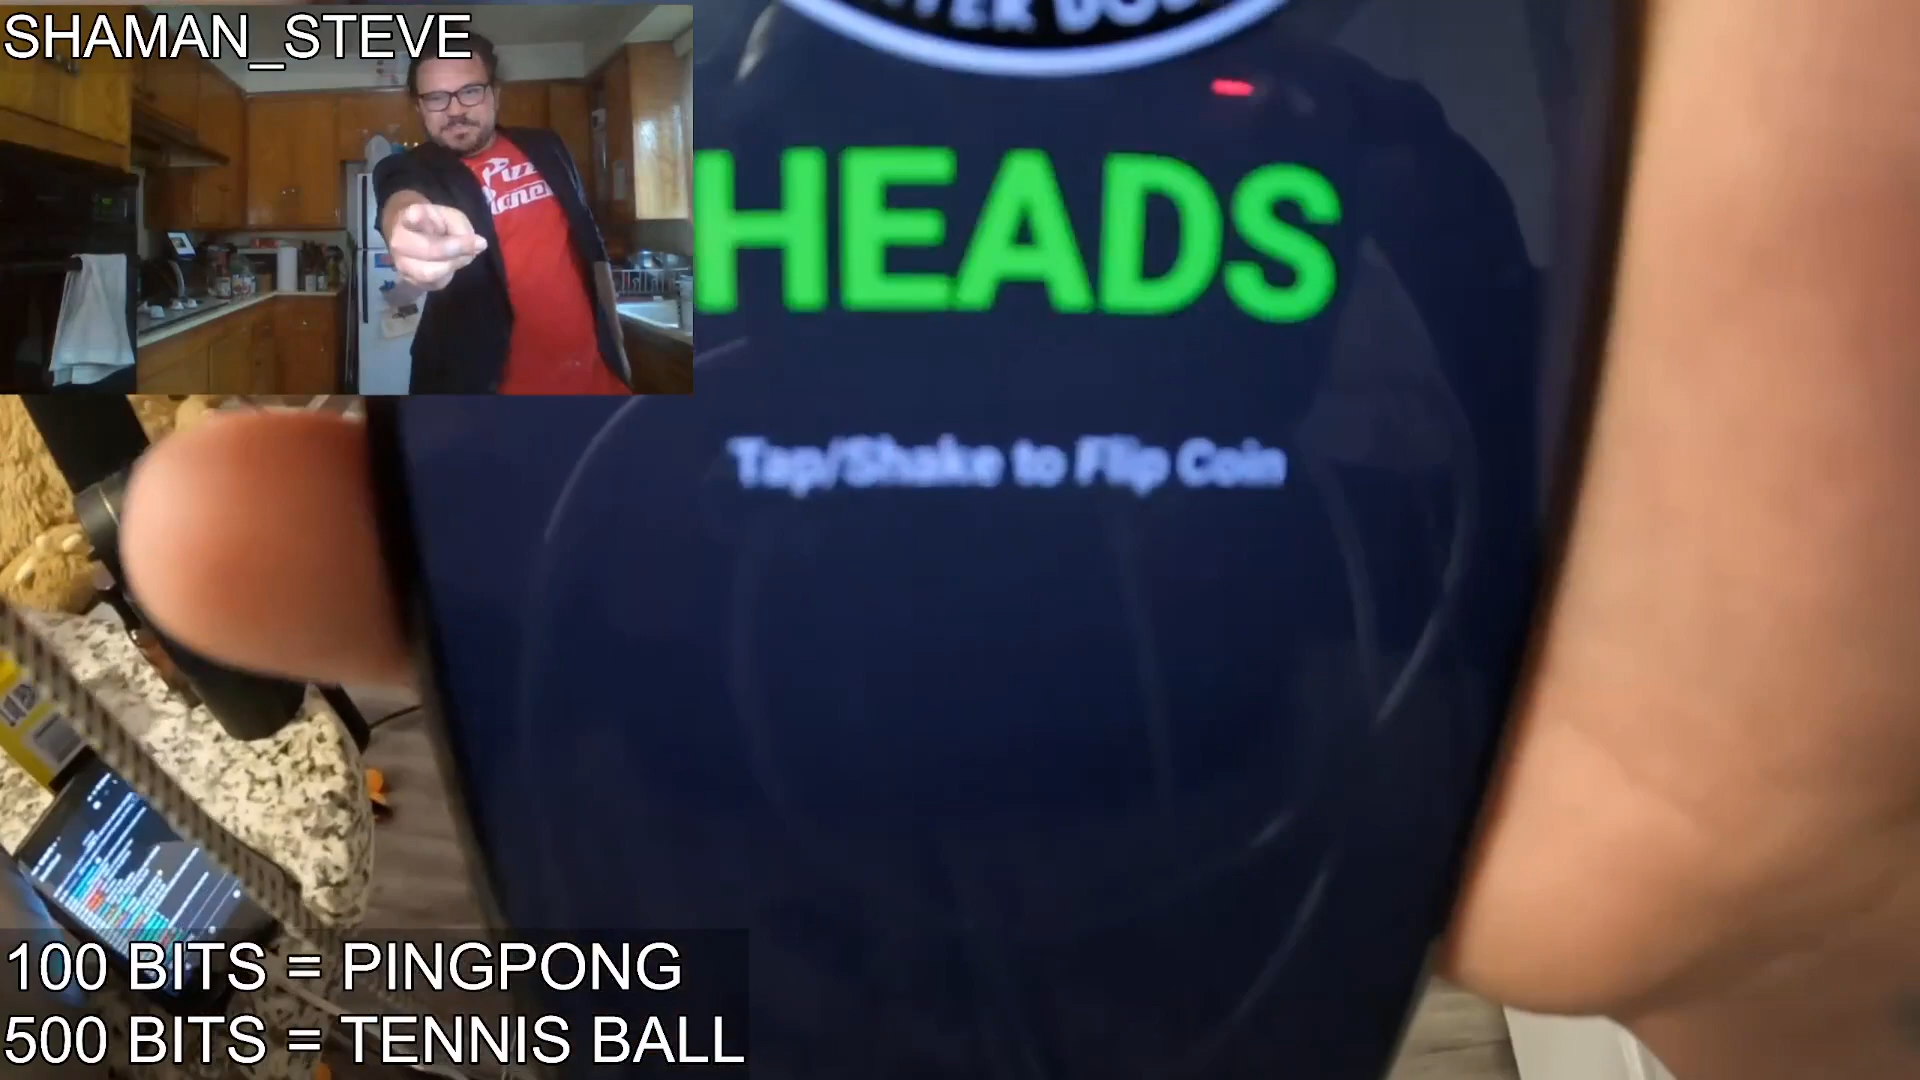 SHAMAN_STEVE
HEADS
Tap/Shake to Flip Coin
100 BITS = PINGPONG
500 BITS = TENNIS BALL